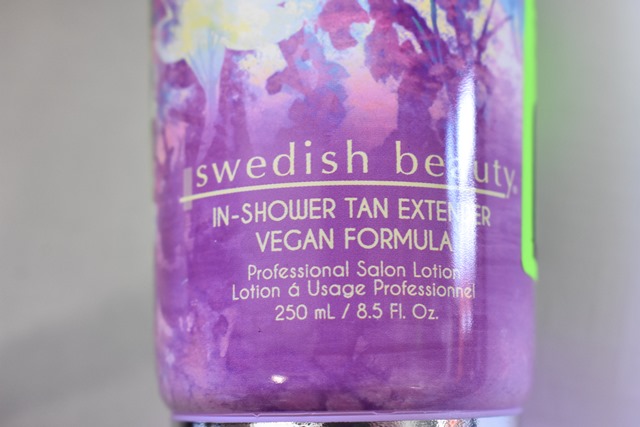 swedish beauty®
IN-SHOWER TAN EXTENDER
VEGAN FORMULA
Professional Salon Lotion
Lotion á Usage Professionnel
250 mL / 8.5 Fl. Oz.